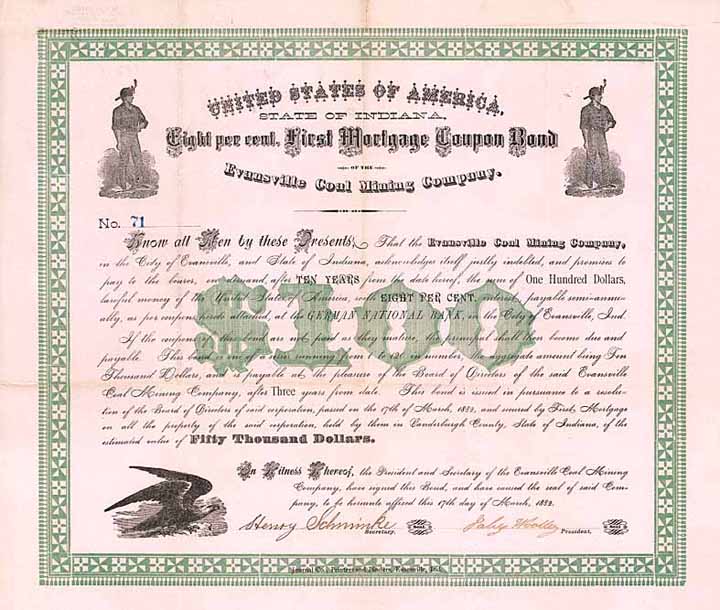 UNITED STATES OF AMERICA.
STATE OF INDIANA,
Eight per cent. First Mortgage Coupon Bond
OF THE
Evansville Coal Mining Company.
No. 71
Know all Men by these Presents, That the Evansville Coal Mining Company,
in the City of Evansville, and State of Indiana, acknowledges itself justly indebted, and promises to
pay to the bearer, on demand, after TEN YEARS from the date hereof, the sum of One Hundred Dollars,
lawful money of the United States of America, with EIGHT PER CENT. interest, payable semi-annu-
ally, as per coupons hereto attached, at the GERMAN NATIONAL BANK, in the City of Evansville, Ind.
$100
If the coupons of this bond are not paid as they mature, the principal shall then become due and
payable. This bond is one of a series running from 1 to in number, aggregate amount being Ten
Thousand Dollars, and is payable at the pleasure of the Board of Directors of the said Evansville
Coal Mining Company, after Three years from date. This bond is issued in pursuance to a resolu-
tion of the Board of Directors of said corporation, passed on the 17th of March, 1882, and secured by First Mortgage
on all the property of the said corporation, held by them in Vanderburgh County, State of Indiana, of the
estimated value of Fifty Thousand Dollars.
In Witness Whereof, the President and Secretary of the Evansville Coal Mining
Company, have signed this Bond, and have caused the seal of said Com-
pany, to be hereunto affixed this 17th day of March, 1882.
Henry Schminke
Secretary.
President.
Journal Co., Printers and Binders, Evansville, Ind.